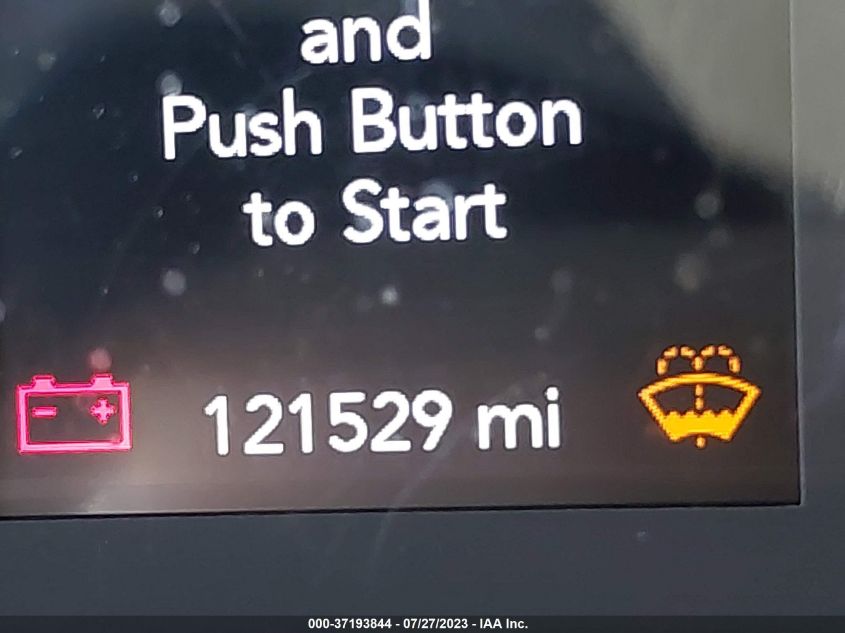 and
Push Button
to Start
121529 mi
000-37193844 - 07/27/2023 - IAA Inc.